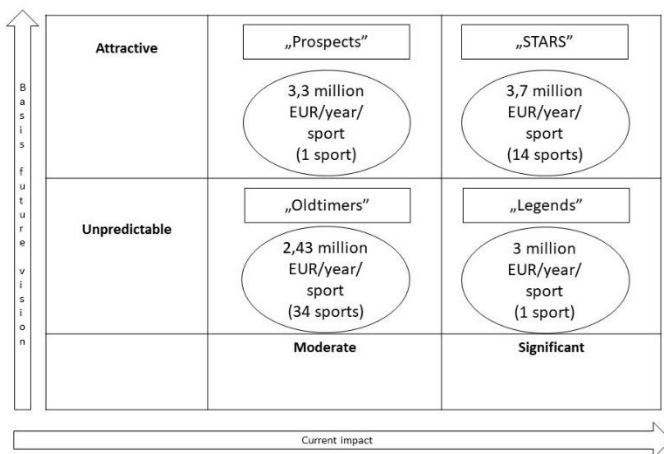 Basis future vision
Attractive
„Prospects”
3,3 million
EUR/year/
sport
(1 sport)
„STARS”
3,7 million
EUR/year/
sport
(14 sports)
Unpredictable
„Oldtimers”
2,43 million
EUR/year/
sport
(34 sports)
„Legends”
3 million
EUR/year/
sport
(1 sport)
Moderate
Significant
Current impact